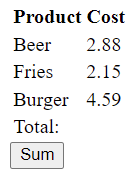 Product Cost
Beer 2.88
Fries 2.15
Burger 4.59
Total:
Sum